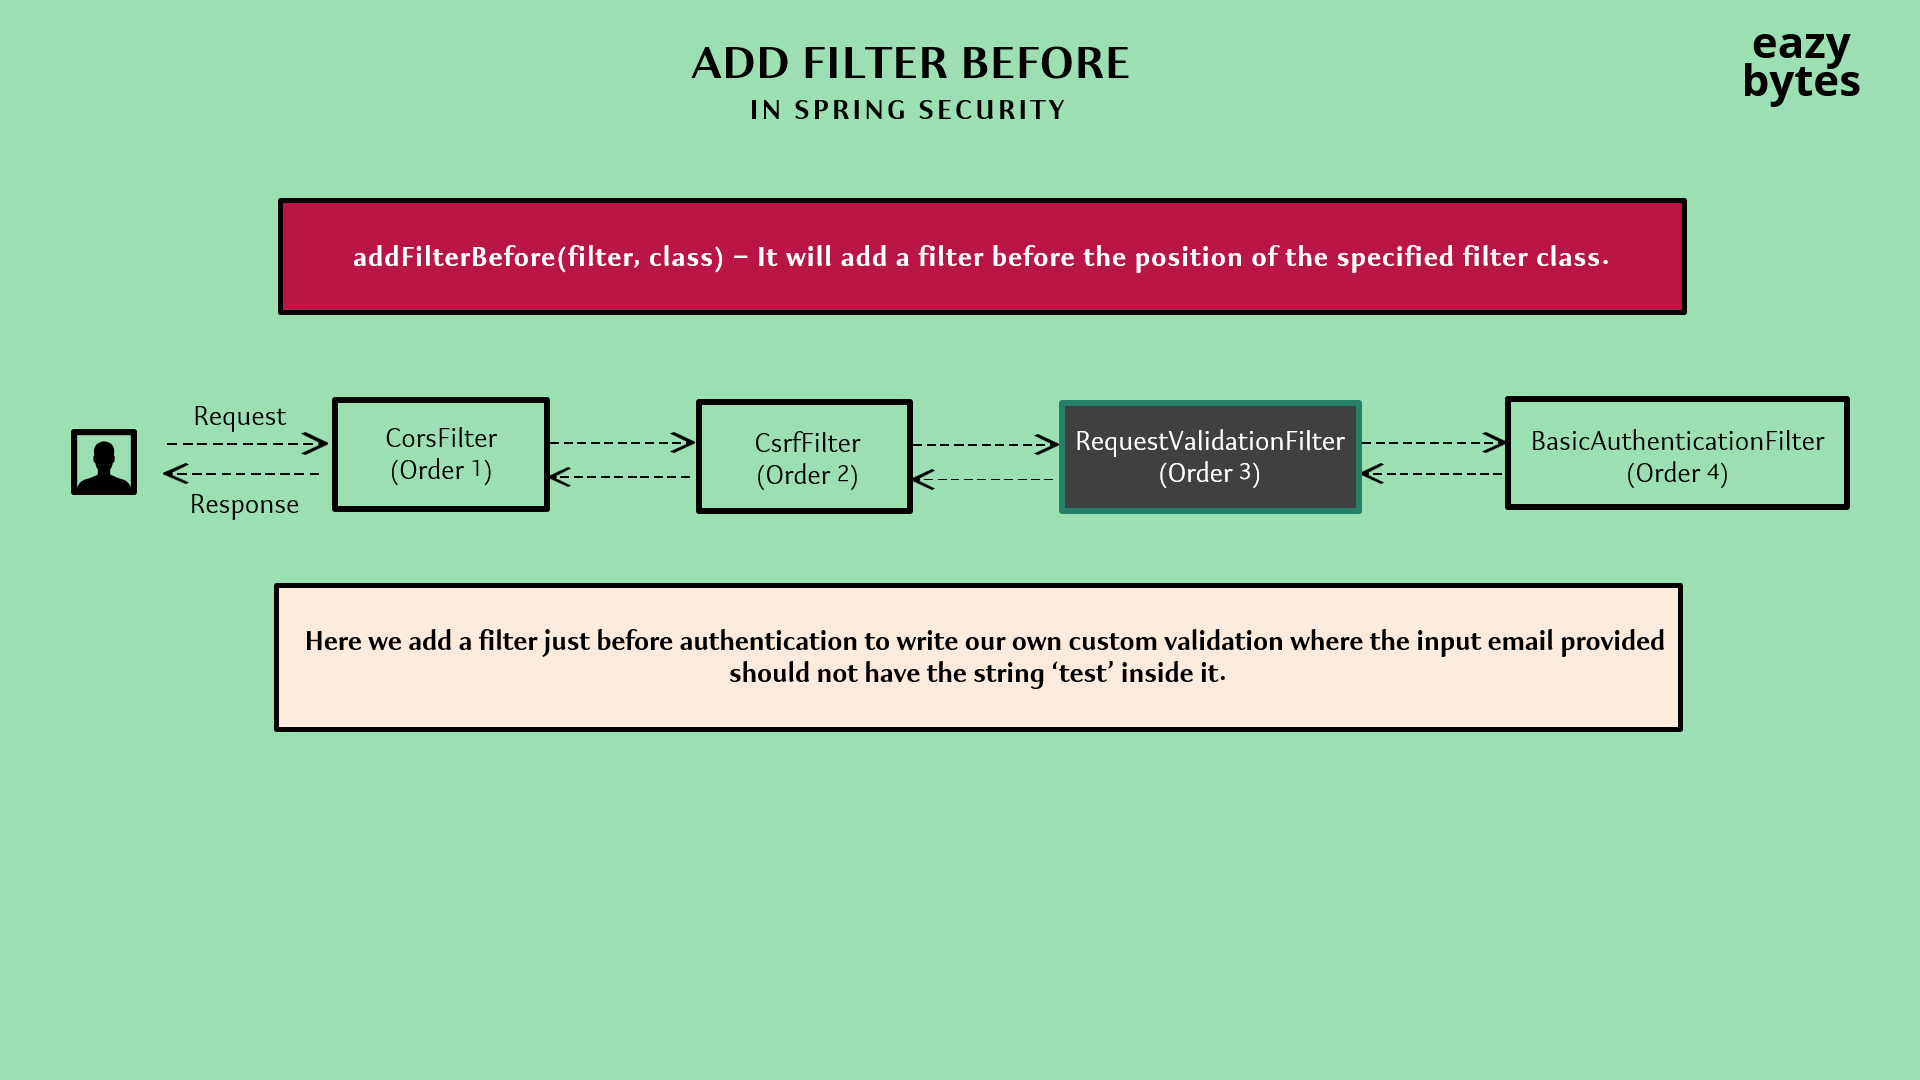 ADD FILTER BEFORE
IN SPRING SECURITY
eazy
bytes
addFilterBefore(filter, class) – It will add a filter before the position of the specified filter class.
Request
Response
CorsFilter
(Order 1)
CsrfFilter
(Order 2)
RequestValidationFilter
(Order 3)
BasicAuthenticationFilter
(Order 4)
Here we add a filter just before authentication to write our own custom validation where the input email provided
should not have the string ‘test’ inside it.